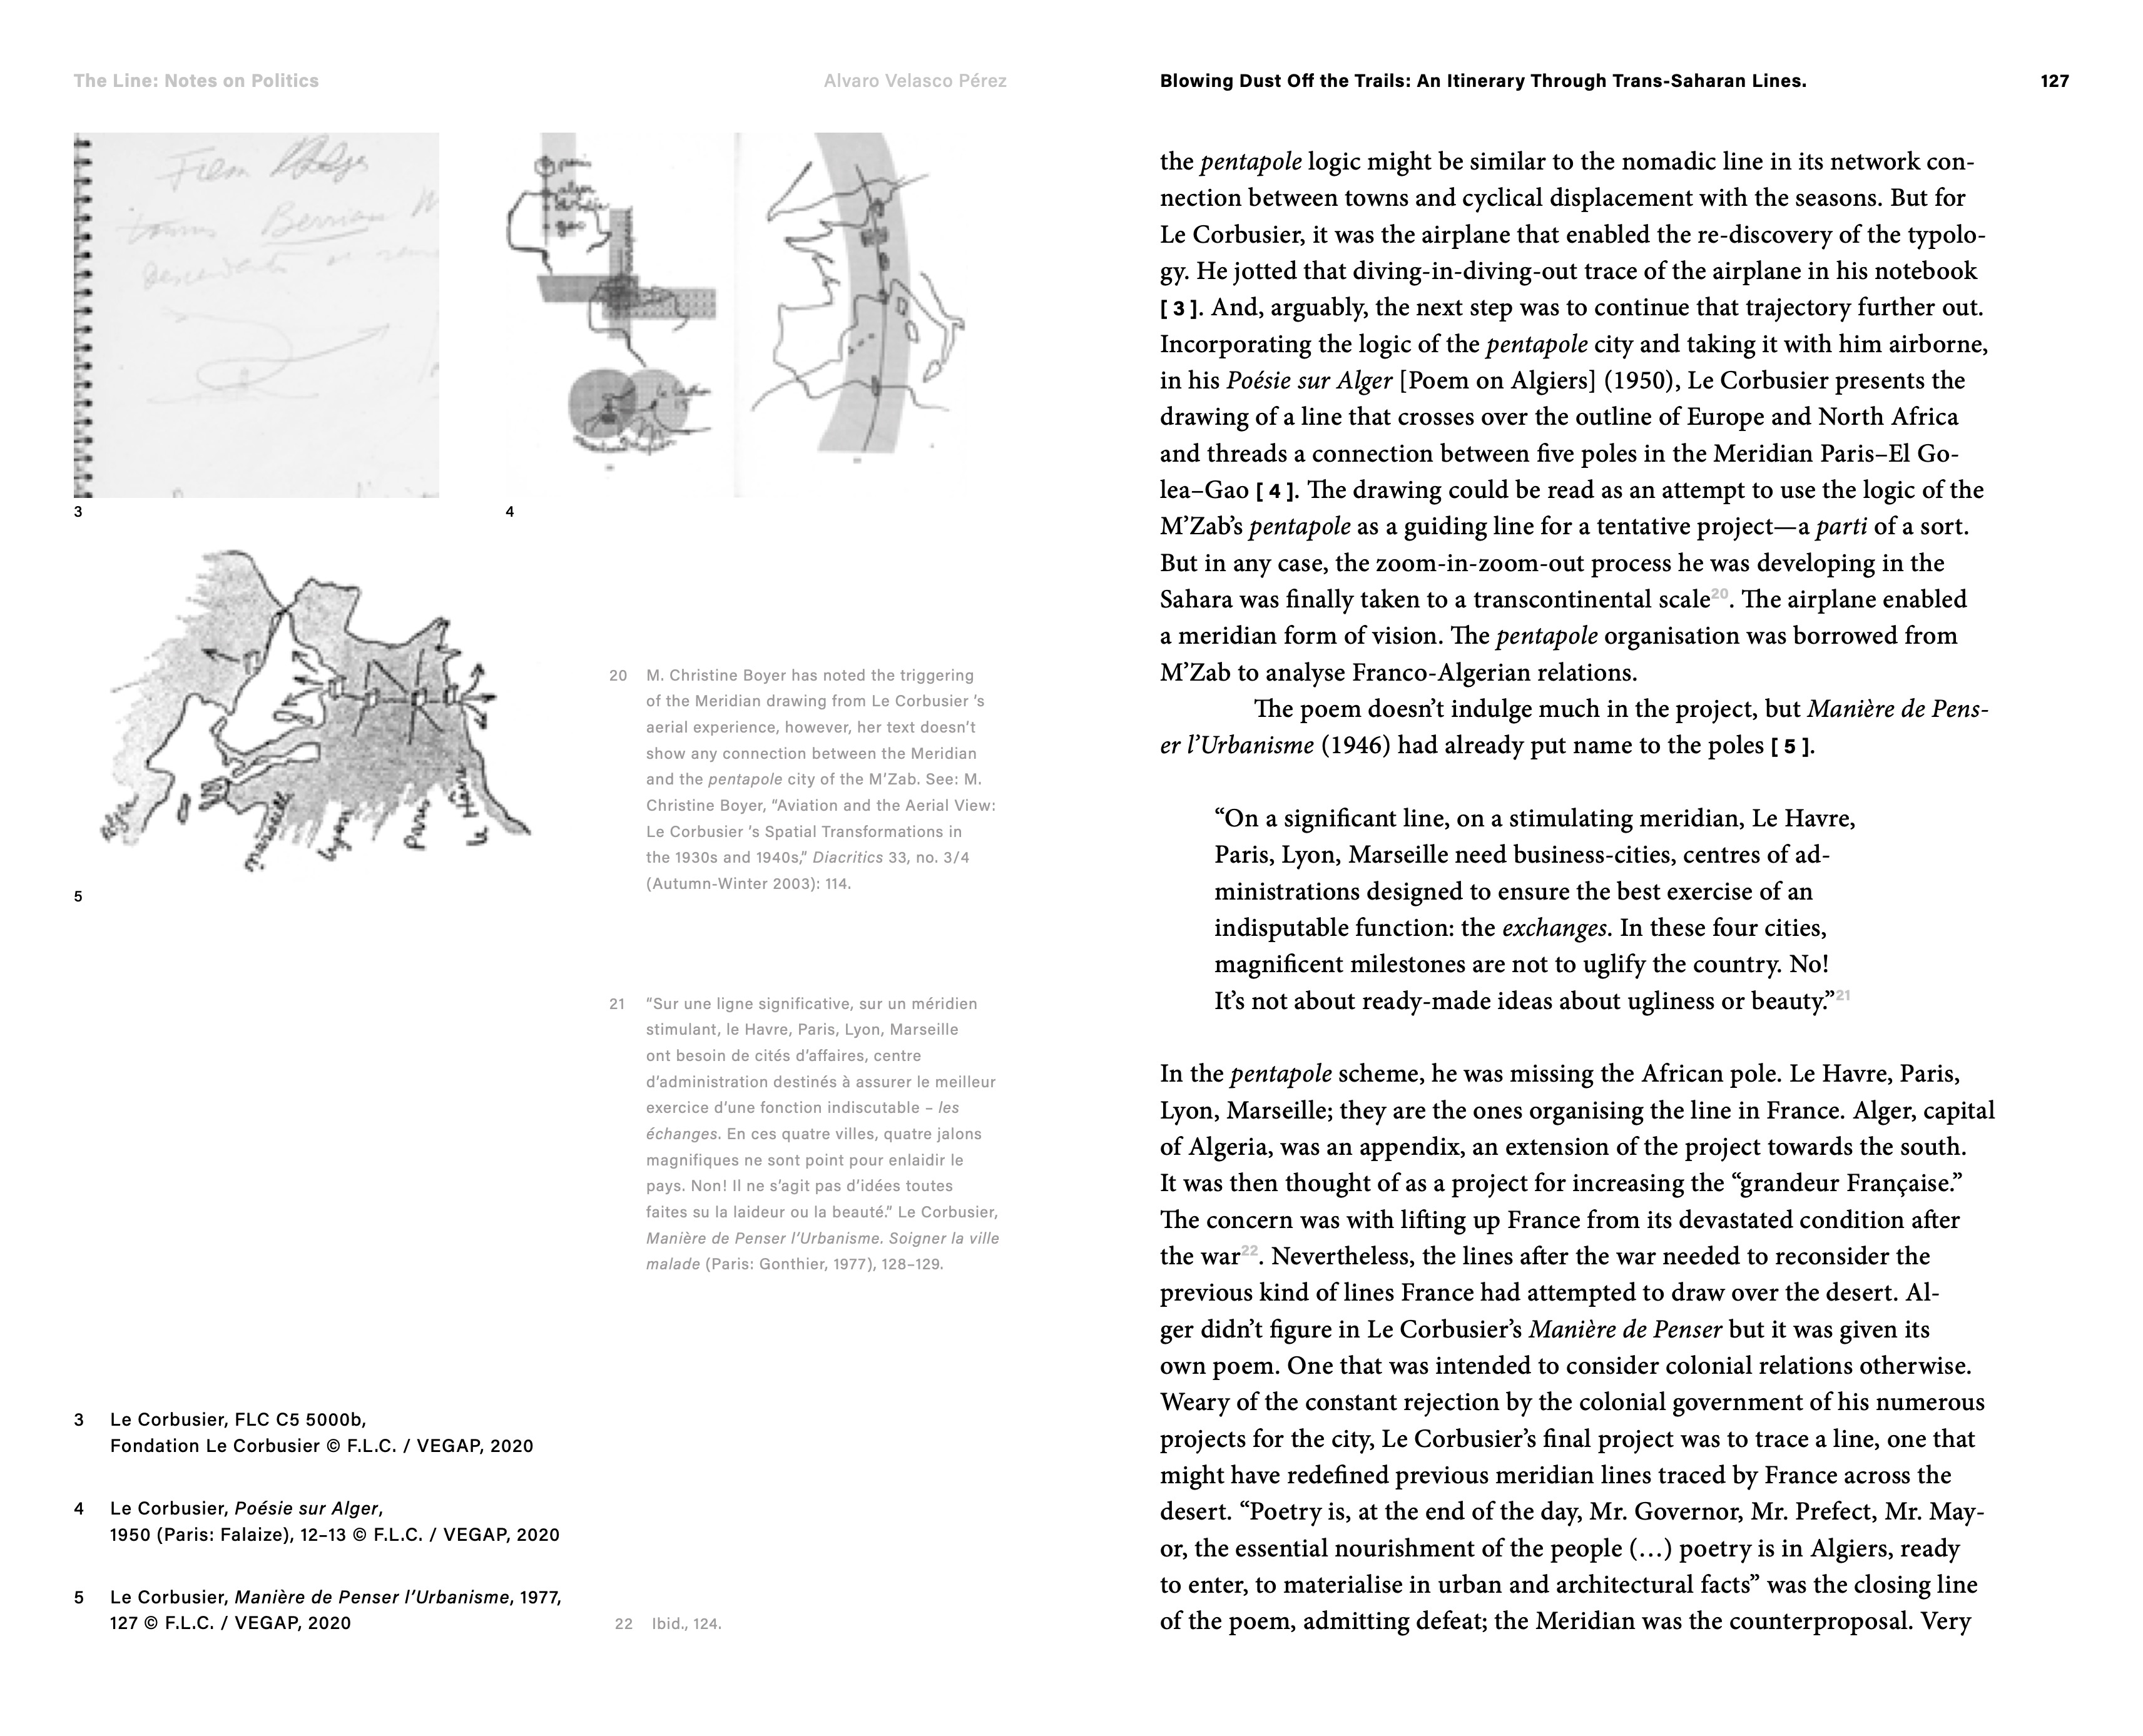 The Line: Notes on Politics
Alvaro Velasco Pérez
Film
towns Berrian M
3
paris
alger
gao
4
Alger
Marseille
Lyon
Paris
le Havre
5
20 M. Christine Boyer has noted the triggering
of the Meridian drawing from Le Corbusier ’s
aerial experience, however, her text doesn’t
show any connection between the Meridian
and the pentapole city of the M’Zab. See: M.
Christine Boyer, “Aviation and the Aerial View:
Le Corbusier ’s Spatial Transformations in
the 1930s and 1940s,” Diacritics 33, no. 3/4
(Autumn-Winter 2003): 114.
21 “Sur une ligne significative, sur un méridien
stimulant, le Havre, Paris, Lyon, Marseille
ont besoin de cités d’affaires, centre
d’administration destinés à assurer le meilleur
exercice d’une fonction indiscutable – les
échanges. En ces quatre villes, quatre jalons
magnifiques ne sont point pour enlaidir le
pays. Non! Il ne s’agit pas d’idées toutes
faites su la laideur ou la beauté.” Le Corbusier,
Manière de Penser l’Urbanisme. Soigner la ville
malade (Paris: Gonthier, 1977), 128–129.
3 Le Corbusier, FLC C5 5000b,
Fondation Le Corbusier © F.L.C. / VEGAP, 2020
4 Le Corbusier, Poésie sur Alger,
1950 (Paris: Falaize), 12–13 © F.L.C. / VEGAP, 2020
5 Le Corbusier, Manière de Penser l’Urbanisme, 1977,
127 © F.L.C. / VEGAP, 2020
22 Ibid., 124.
Blowing Dust Off the Trails: An Itinerary Through Trans-Saharan Lines.
127
the pentapole logic might be similar to the nomadic line in its network con-
nection between towns and cyclical displacement with the seasons. But for
Le Corbusier, it was the airplane that enabled the re-discovery of the typolo-
gy. He jotted that diving-in-diving-out trace of the airplane in his notebook
[ 3 ]. And, arguably, the next step was to continue that trajectory further out.
Incorporating the logic of the pentapole city and taking it with him airborne,
in his Poésie sur Alger [Poem on Algiers] (1950), Le Corbusier presents the
drawing of a line that crosses over the outline of Europe and North Africa
and threads a connection between five poles in the Meridian Paris–El Go-
lea–Gao [ 4 ]. The drawing could be read as an attempt to use the logic of the
M’Zab’s pentapole as a guiding line for a tentative project—a parti of a sort.
But in any case, the zoom-in-zoom-out process he was developing in the
Sahara was finally taken to a transcontinental scale20. The airplane enabled
a meridian form of vision. The pentapole organisation was borrowed from
M’Zab to analyse Franco-Algerian relations.
The poem doesn’t indulge much in the project, but Manière de Pens-
er l’Urbanisme (1946) had already put name to the poles [ 5 ].
“On a significant line, on a stimulating meridian, Le Havre,
Paris, Lyon, Marseille need business-cities, centres of ad-
ministrations designed to ensure the best exercise of an
indisputable function: the exchanges. In these four cities,
magnificent milestones are not to uglify the country. No!
It’s not about ready-made ideas about ugliness or beauty.”21
In the pentapole scheme, he was missing the African pole. Le Havre, Paris,
Lyon, Marseille; they are the ones organising the line in France. Alger, capital
of Algeria, was an appendix, an extension of the project towards the south.
It was then thought of as a project for increasing the “grandeur Française.”
The concern was with lifting up France from its devastated condition after
the war22. Nevertheless, the lines after the war needed to reconsider the
previous kind of lines France had attempted to draw over the desert. Al-
ger didn’t figure in Le Corbusier’s Manière de Penser but it was given its
own poem. One that was intended to consider colonial relations otherwise.
Weary of the constant rejection by the colonial government of his numerous
projects for the city, Le Corbusier’s final project was to trace a line, one that
might have redefined previous meridian lines traced by France across the
desert. “Poetry is, at the end of the day, Mr. Governor, Mr. Prefect, Mr. May-
or, the essential nourishment of the people (…) poetry is in Algiers, ready
to enter, to materialise in urban and architectural facts” was the closing line
of the poem, admitting defeat; the Meridian was the counterproposal. Very